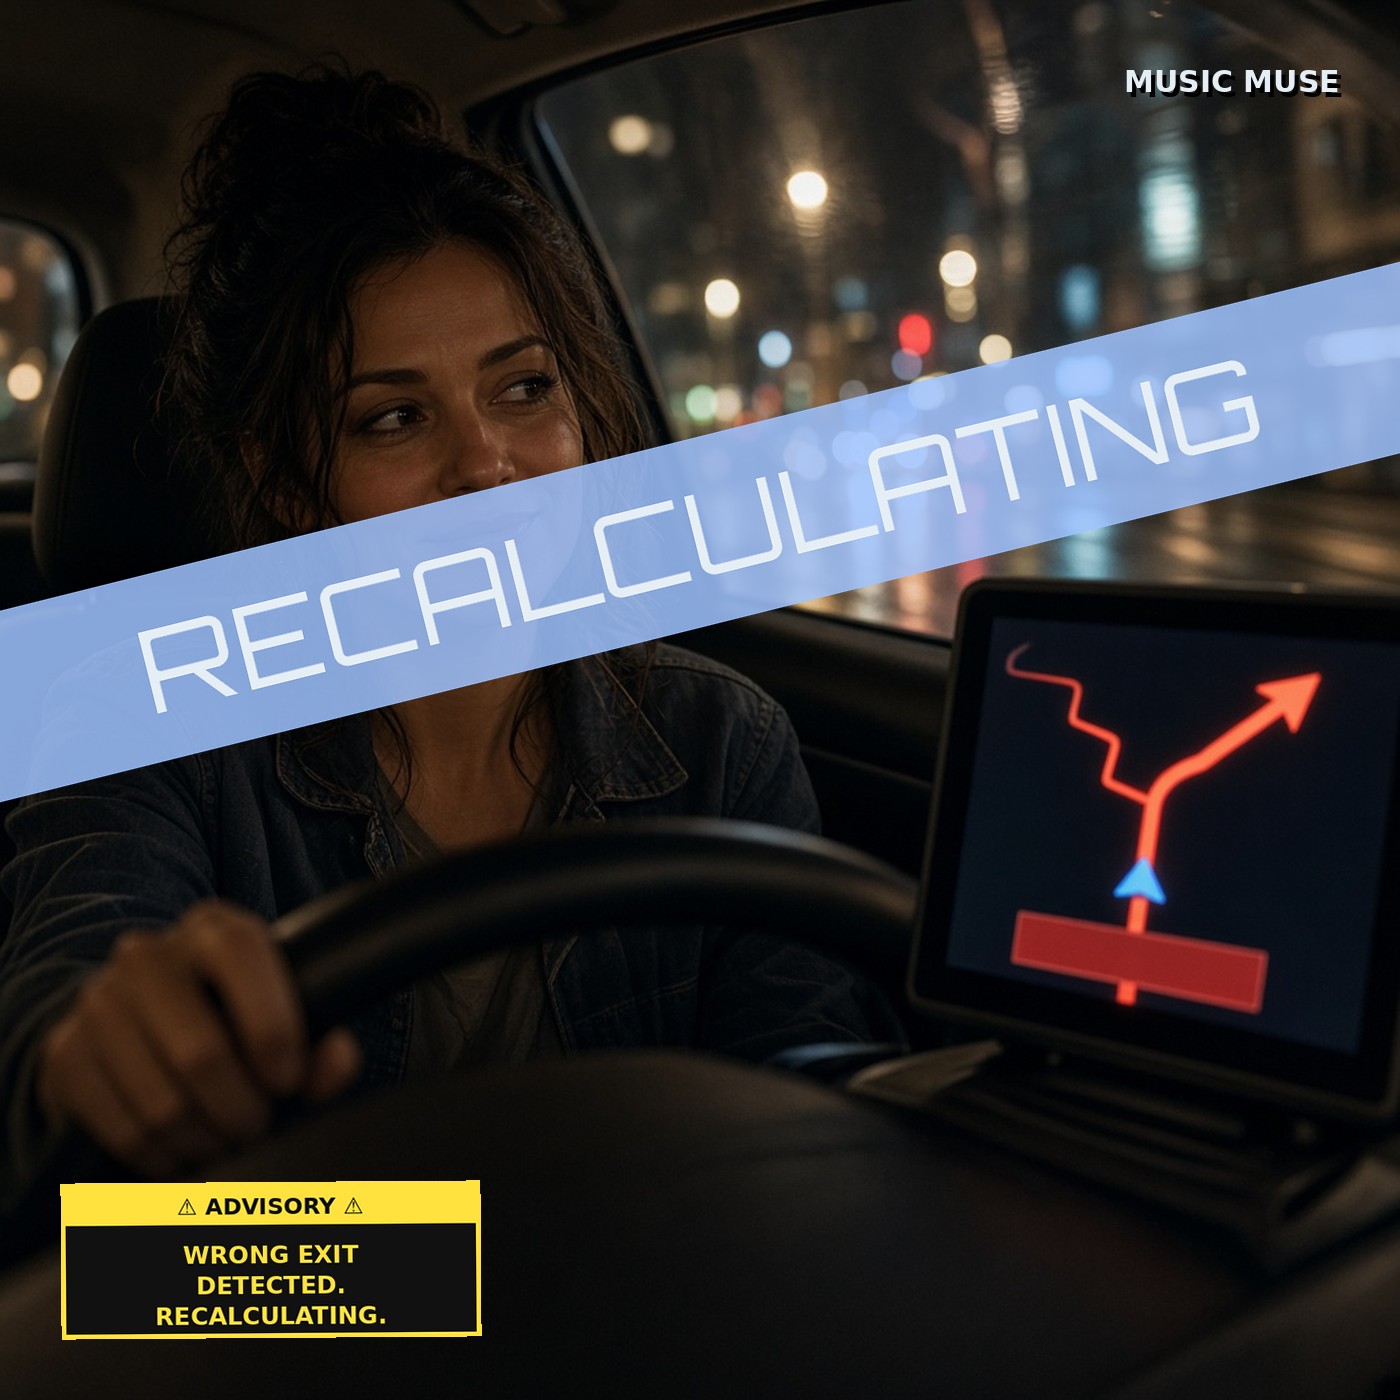 MUSIC MUSE
RECALCULATING
⚠ ADVISORY ⚠
WRONG EXIT
DETECTED.
RECALCULATING.